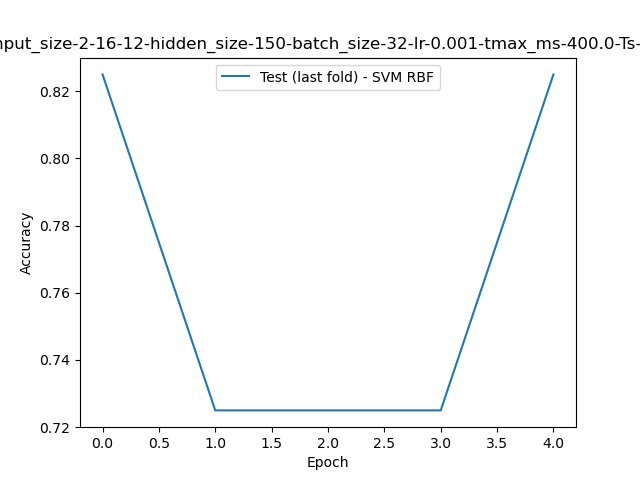 nput_size-2-16-12-hidden_size-150-batch_size-32-lr-0.001-tmax_ms-400.0-Ts-
Test (last fold) - SVM RBF
Accuracy
0.82
0.80
0.78
0.76
0.74
0.72
0.0 0.5 1.0 1.5 2.0 2.5 3.0 3.5 4.0
Epoch